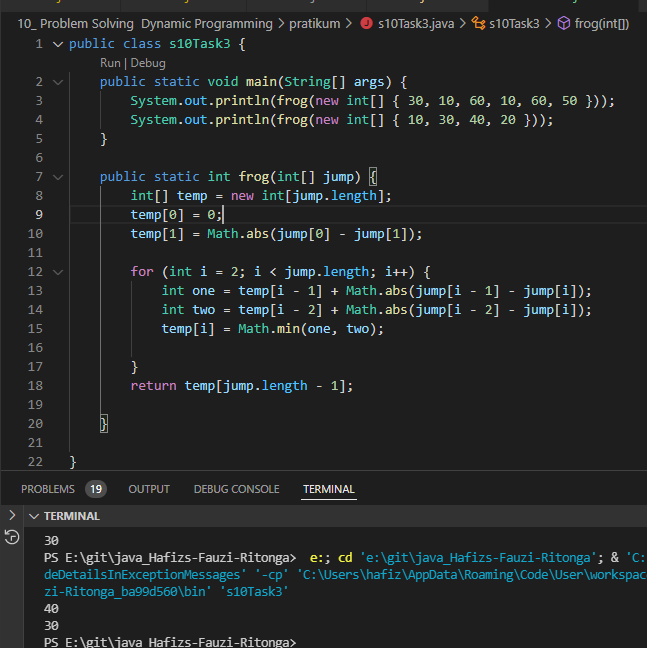 10_ Problem Solving  Dynamic Programming > pratikum > J s10Task3.java > s10Task3 > frog(int[])
1 public class s10Task3 {
Run | Debug
2     public static void main(String[] args) {
3         System.out.println(frog(new int[] { 30, 10, 60, 10, 60, 50 }));
4         System.out.println(frog(new int[] { 10, 30, 40, 20 }));
5     }
6
7     public static int frog(int[] jump) {
8         int[] temp = new int[jump.length];
9         temp[0] = 0;
10         temp[1] = Math.abs(jump[0] - jump[1]);
11
12         for (int i = 2; i < jump.length; i++) {
13             int one = temp[i - 1] + Math.abs(jump[i - 1] - jump[i]);
14             int two = temp[i - 2] + Math.abs(jump[i - 2] - jump[i]);
15             temp[i] = Math.min(one, two);
16
17         }
18         return temp[jump.length - 1];
19
20     }
21
22 }
PROBLEMS 19 OUTPUT DEBUG CONSOLE TERMINAL
TERMINAL
30
PS E:\git\java_Hafizs-Fauzi-Ritonga>  e:; cd 'e:\git\java_Hafizs-Fauzi-Ritonga'; & 'C:
deDetailsInExceptionMessages' '-cp' 'C:\Users\hafiz\AppData\Roaming\Code\User\workspac
zi-Ritonga_ba99d560\bin' 's10Task3'
40
30
PS E:\git\java_Hafizs-Fauzi-Ritonga>